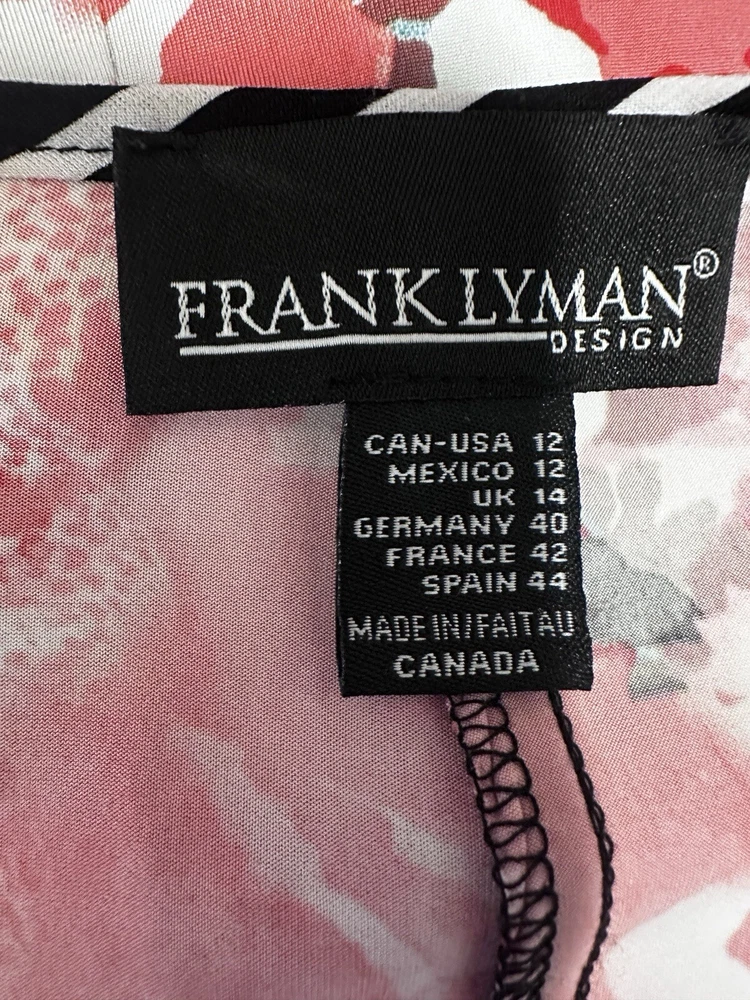 FRANK LYMAN®
DESIGN
CAN-USA 12
MEXICO 12
UK 14
GERMANY 40
FRANCE 42
SPAIN 44
MADE IN/FAIT AU
CANADA